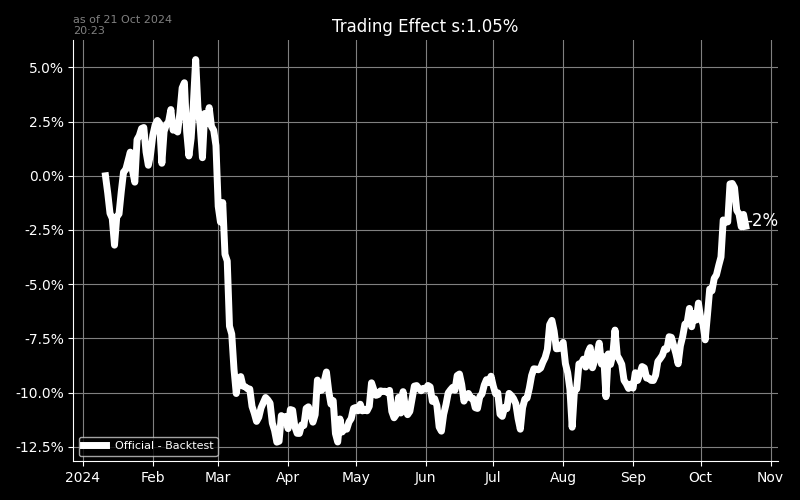 as of 21 Oct 2024
20:23
Trading Effect s:1.05%
5.0%
2.5%
0.0%
-2.5%
-5.0%
-7.5%
-10.0%
-12.5%
-2%
Official - Backtest
2024 Feb Mar Apr May Jun Jul Aug Sep Oct Nov